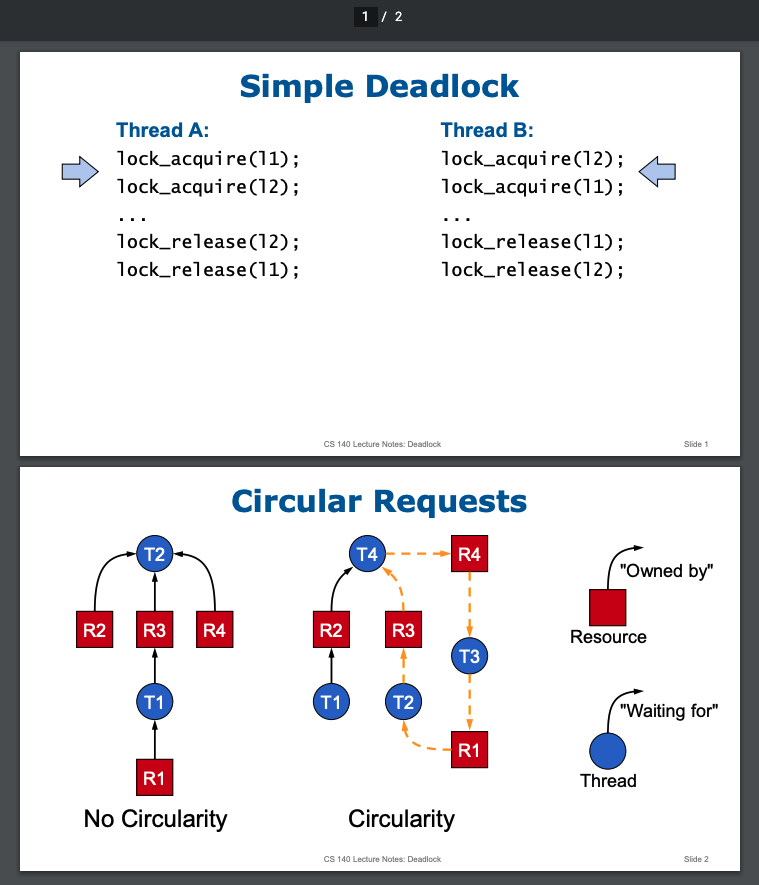 1 / 2
Simple Deadlock
Thread A:
lock_acquire(l1);
lock_acquire(l2);
...
lock_release(l2);
lock_release(l1);
Thread B:
lock_acquire(l2);
lock_acquire(l1);
...
lock_release(l1);
lock_release(l2);
CS 140 Lecture Notes: Deadlock
Slide 1
Circular Requests
T2
R2 R3 R4
T1
R1
No Circularity
T4 R4
R2 R3
T3
T1 T2
R1
Circularity
"Owned by"
Resource
"Waiting for"
Thread
CS 140 Lecture Notes: Deadlock
Slide 2